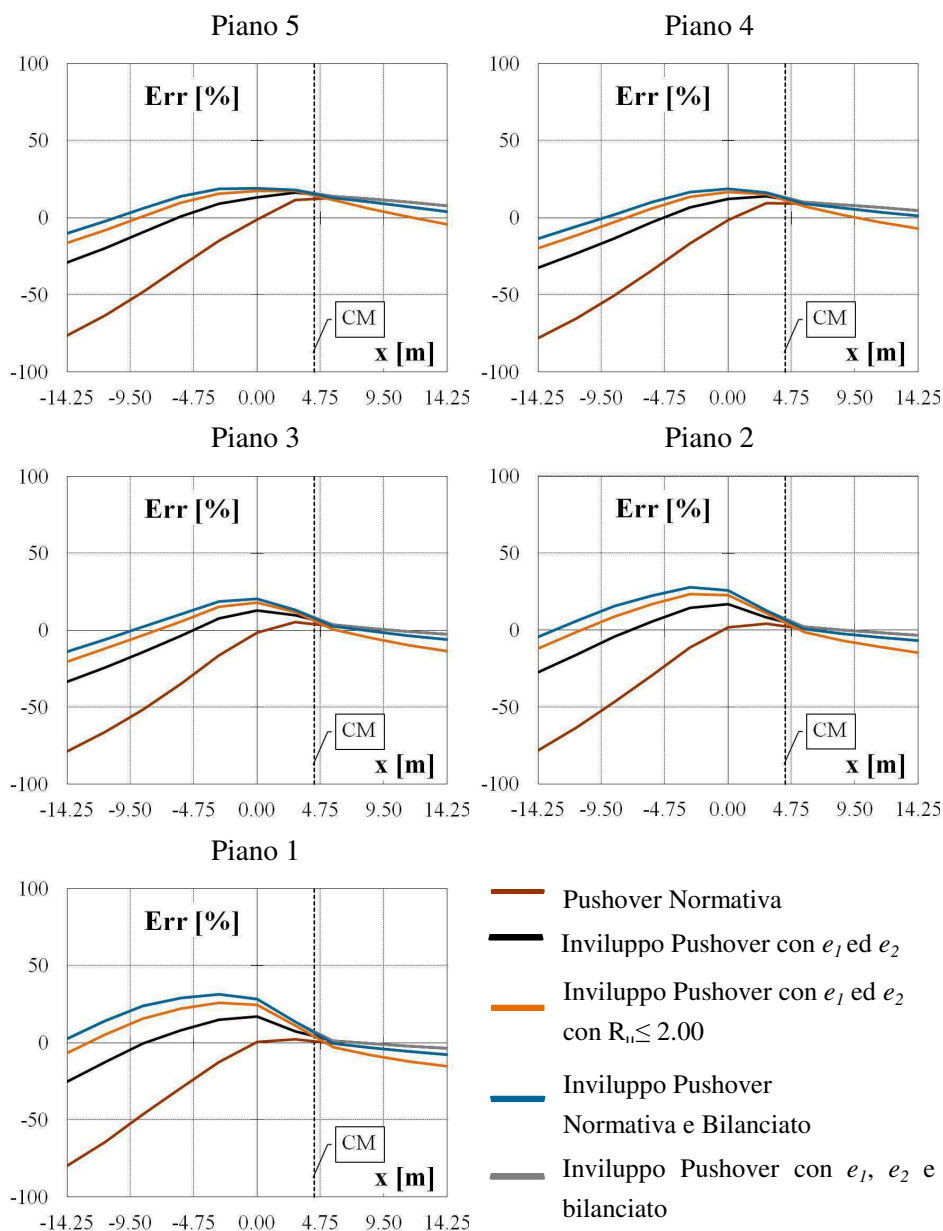 Piano 5
Piano 4
100
50
0
-50
-100
Err [%]
CM
x [m]
-14.25 -9.50 -4.75 0.00 4.75 9.50 14.25
100
50
0
-50
-100
Err [%]
CM
x [m]
-14.25 -9.50 -4.75 0.00 4.75 9.50 14.25
Piano 3
Piano 2
100
50
0
-50
-100
Err [%]
CM
x [m]
-14.25 -9.50 -4.75 0.00 4.75 9.50 14.25
100
50
0
-50
-100
Err [%]
CM
x [m]
-14.25 -9.50 -4.75 0.00 4.75 9.50 14.25
Piano 1
100
50
0
-50
-100
Err [%]
CM
x [m]
-14.25 -9.50 -4.75 0.00 4.75 9.50 14.25
Pushover Normativa
Inviluppo Pushover con e1 ed e2
Inviluppo Pushover con e1 ed e2
con Rμ≤ 2.00
Inviluppo Pushover
Normativa e Bilanciato
Inviluppo Pushover con e1, e2 e
bilanciato